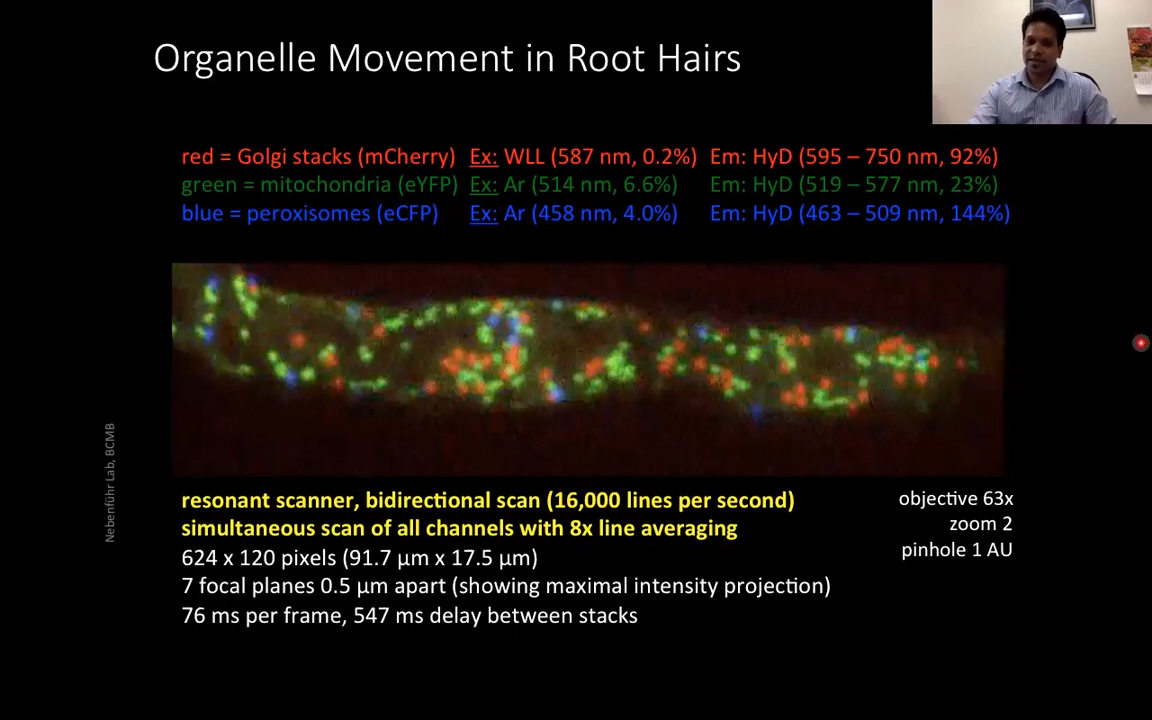 Organelle Movement in Root Hairs
red = Golgi stacks (mCherry) Ex: WLL (587 nm, 0.2%) Em: HyD (595 – 750 nm, 92%)
green = mitochondria (eYFP) Ex: Ar (514 nm, 6.6%) Em: HyD (519 – 577 nm, 23%)
blue = peroxisomes (eCFP) Ex: Ar (458 nm, 4.0%) Em: HyD (463 – 509 nm, 144%)
Nebenführ Lab, BCMB
resonant scanner, bidirectional scan (16,000 lines per second)
simultaneous scan of all channels with 8x line averaging
624 x 120 pixels (91.7 µm x 17.5 µm)
7 focal planes 0.5 µm apart (showing maximal intensity projection)
76 ms per frame, 547 ms delay between stacks
objective 63x
zoom 2
pinhole 1 AU